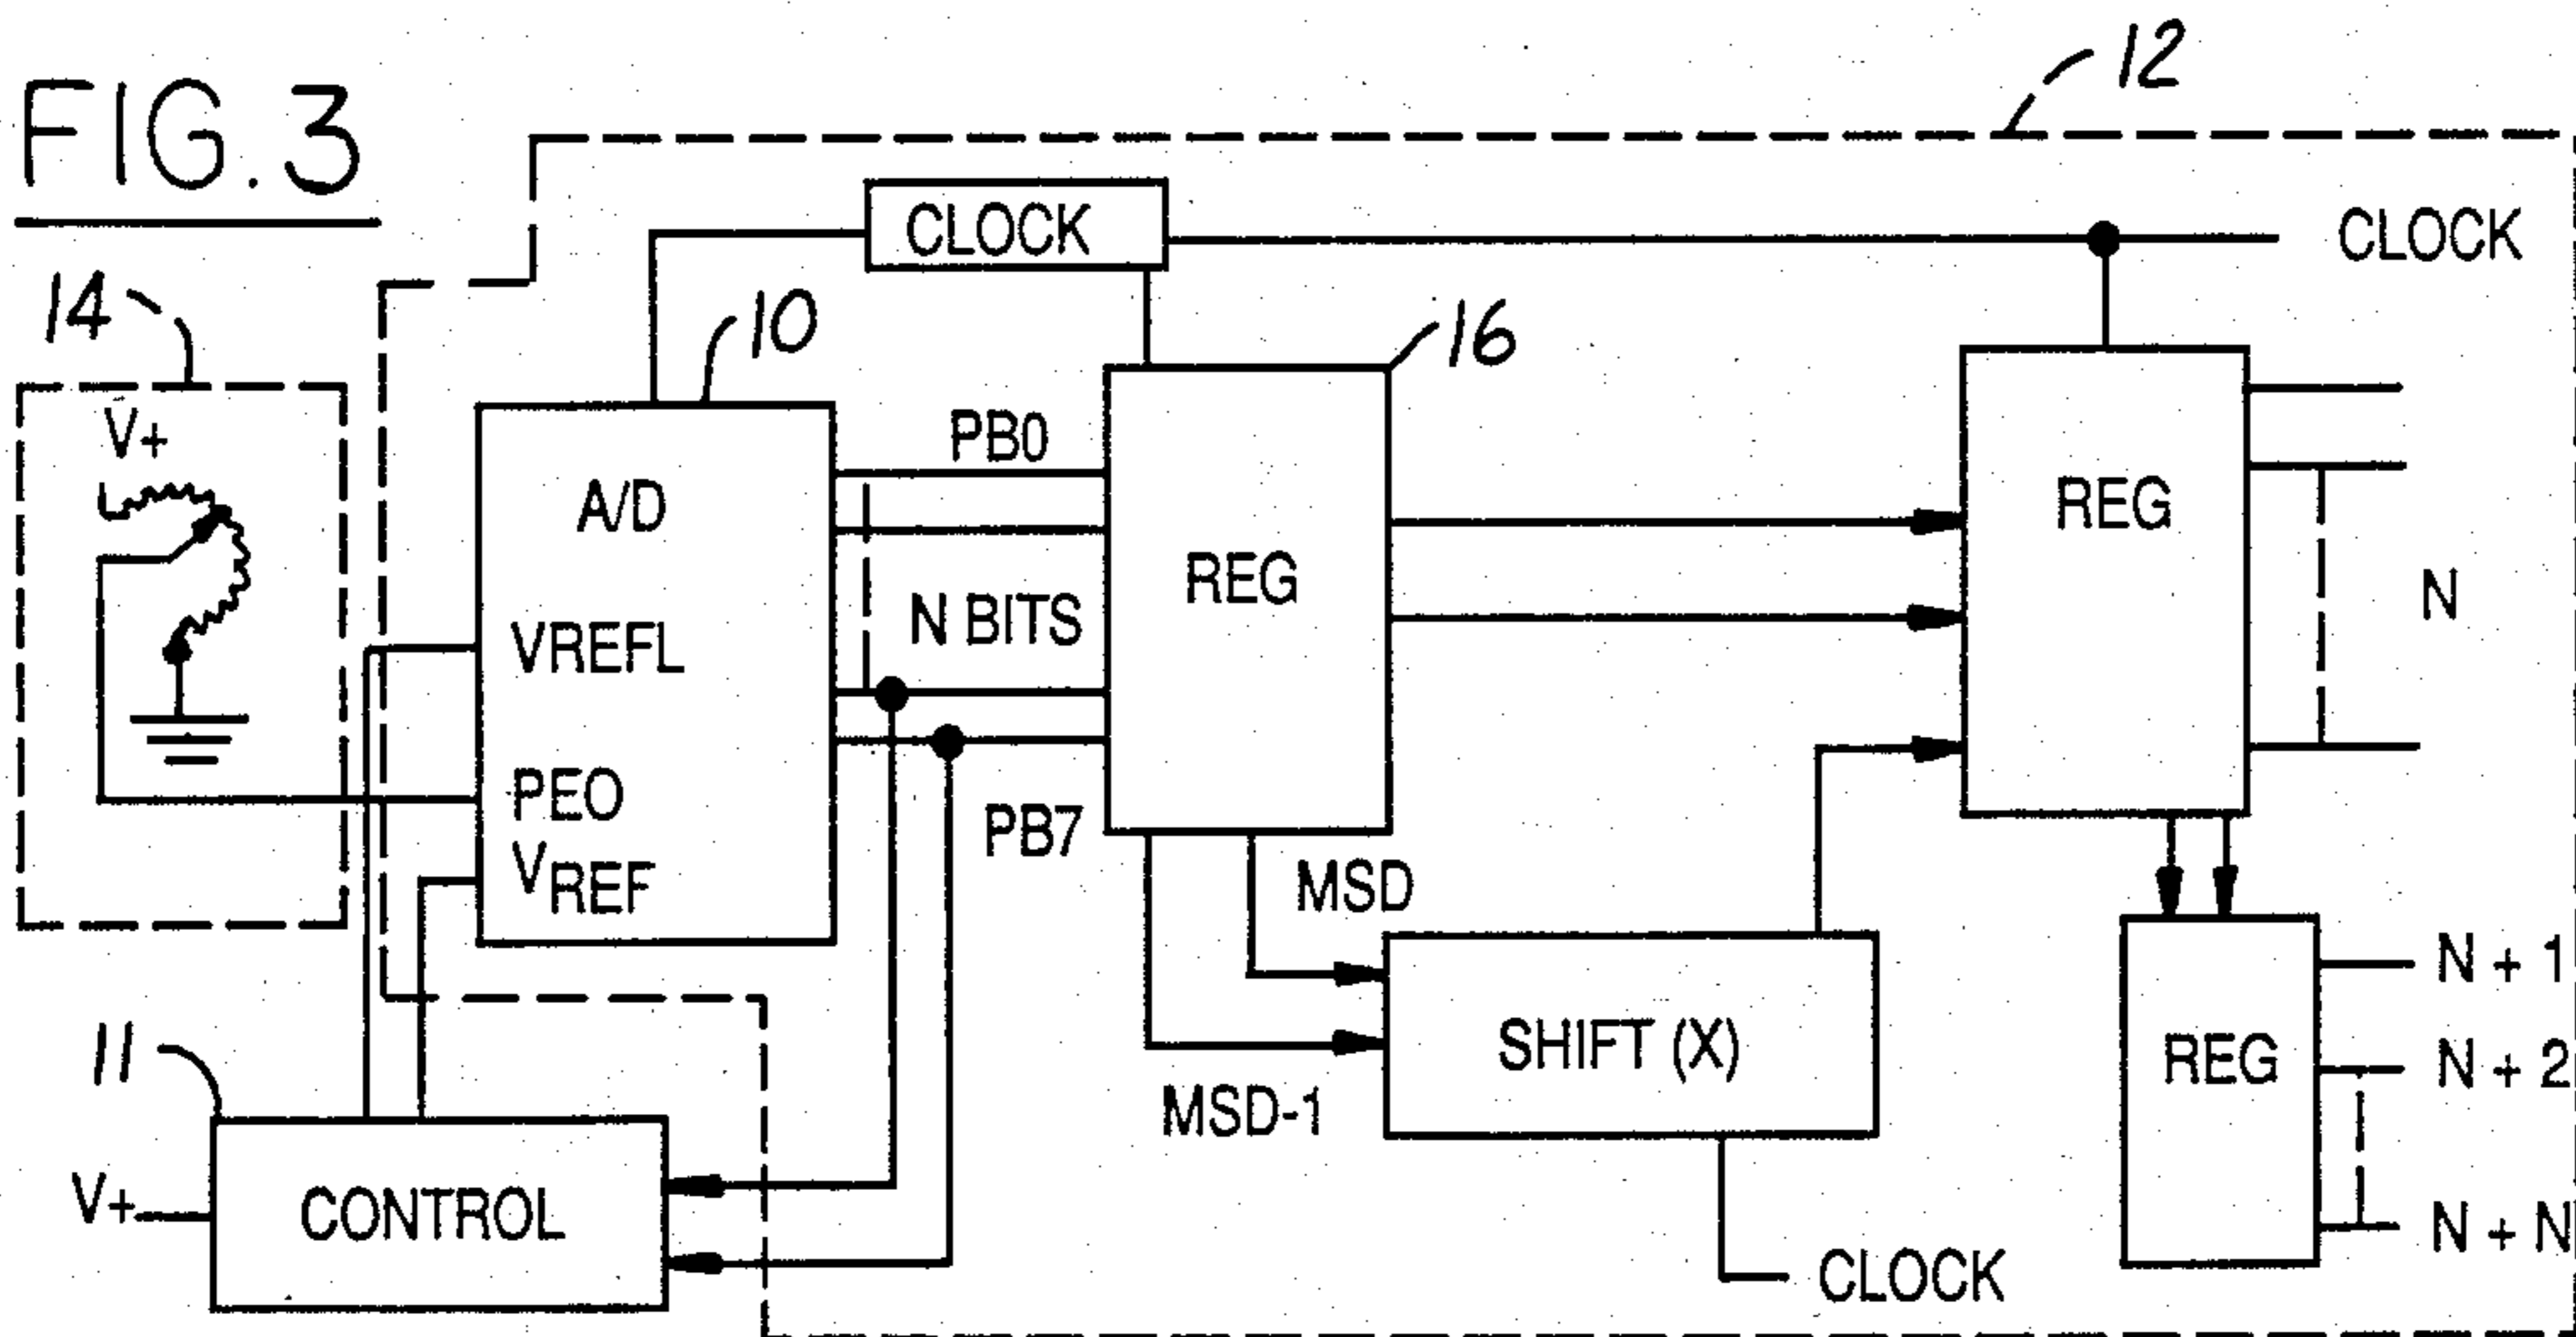 FIG. 3
12
CLOCK
CLOCK
14
10
16
V+
PB0
A/D
REG
REG
N BITS
N
VREFL
PEO
PB7
VREF
MSD
N + 1
11
SHIFT (X)
REG
N + 2
MSD-1
V+
CONTROL
N + N
CLOCK